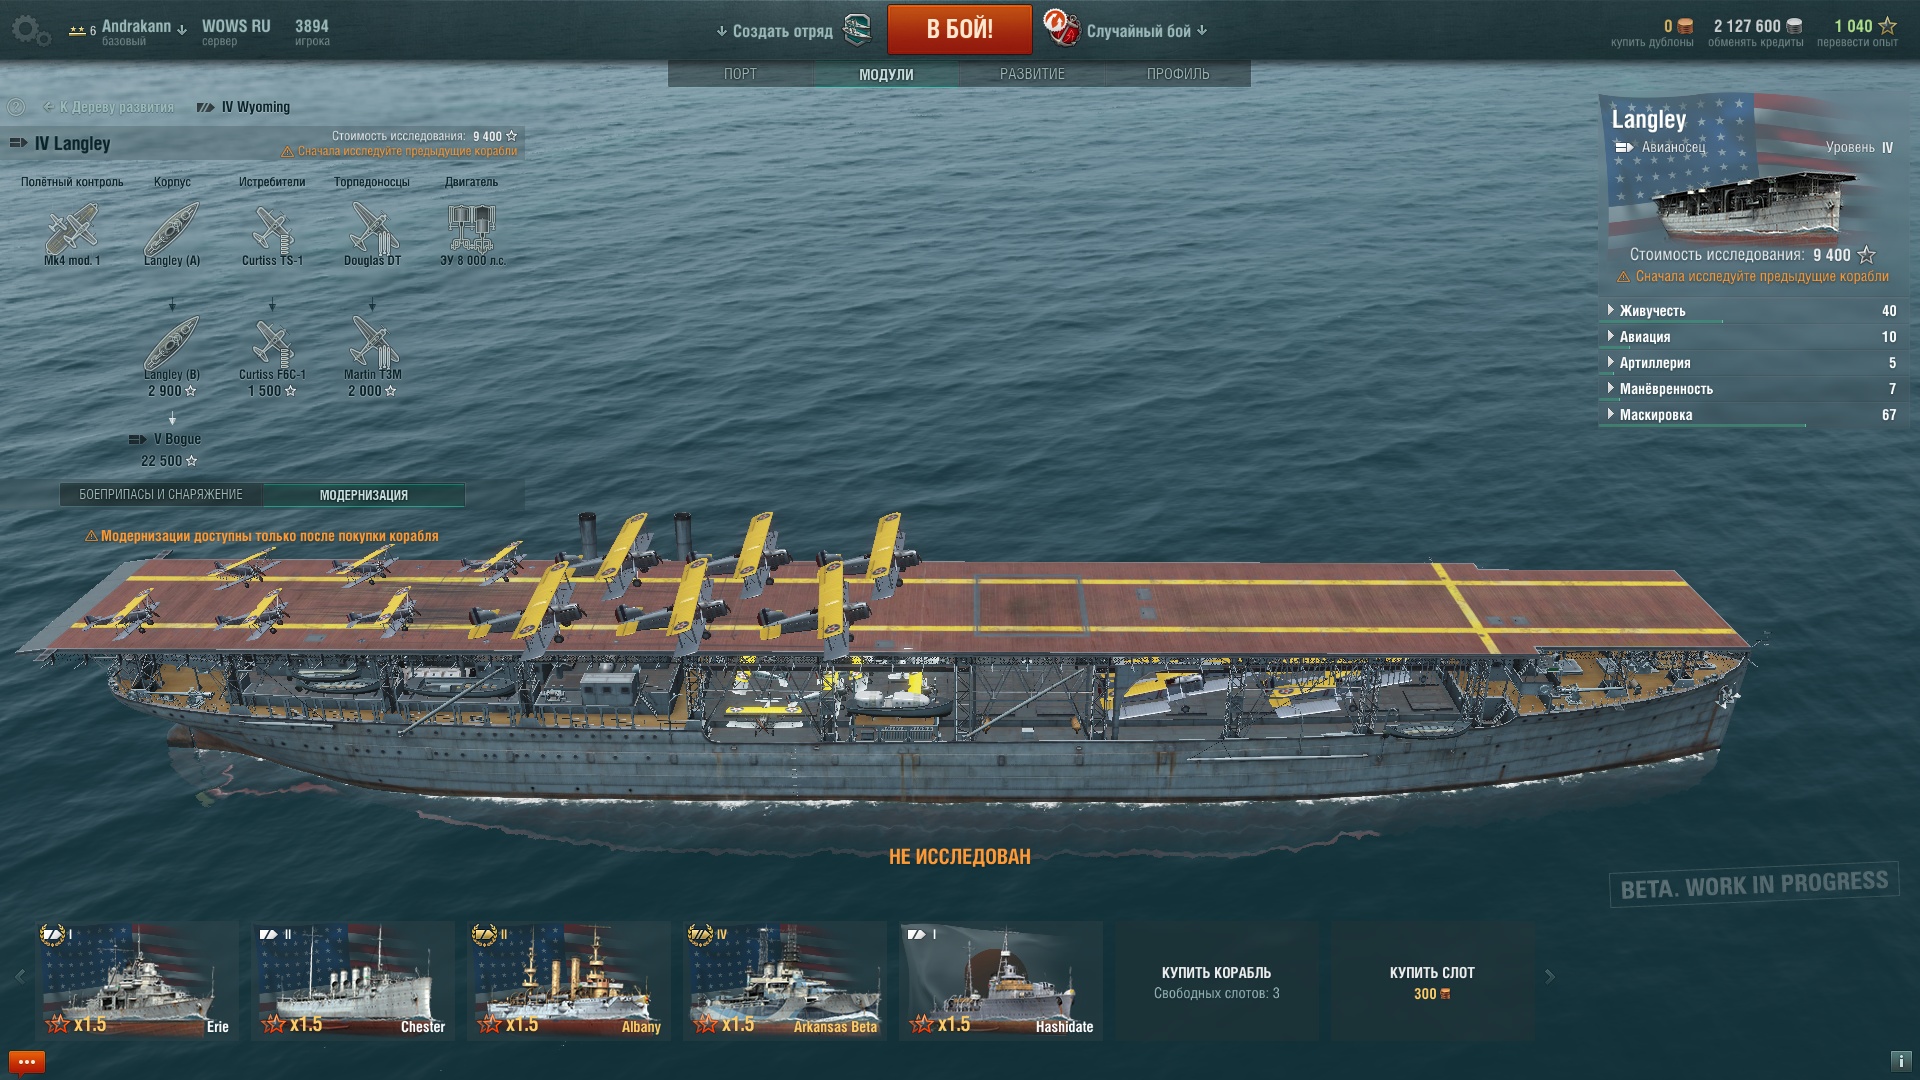 6 Andrakann
базовый
WOWS RU
сервер
3894
игрока
Создать отряд
В БОЙ!
Случайный бой
0
купить дублоны
2 127 600
обменять кредиты
1 040
перевести опыт
ПОРТ
МОДУЛИ
РАЗВИТИЕ
ПРОФИЛЬ
К Дереву развития
IV Wyoming
IV Langley
Стоимость исследования: 9 400
Сначала исследуйте предыдущие корабли
Полётный контроль
Корпус
Истребители
Торпедоносцы
Двигатель
Mk4 mod. 1
Langley (A)
Curtiss TS-1
Douglas DT
ЭУ 8 000 л.с.
Langley (B)
2 900
Curtiss F6C-1
1 500
Martin T3M
2 000
V Bogue
22 500
БОЕПРИПАСЫ И СНАРЯЖЕНИЕ
МОДЕРНИЗАЦИЯ
Модернизации доступны только после покупки корабля
Langley
Авианосец
Уровень IV
Стоимость исследования: 9 400
Сначала исследуйте предыдущие корабли
Живучесть 40
Авиация 10
Артиллерия 5
Манёвренность 7
Маскировка 67
НЕ ИССЛЕДОВАН
BETA. WORK IN PROGRESS
I
x1.5
Erie
II
x1.5
Chester
II
x1.5
Albany
IV
x1.5
Arkansas Beta
I
x1.5
Hashidate
КУПИТЬ КОРАБЛЬ
Свободных слотов: 3
КУПИТЬ СЛОТ
300